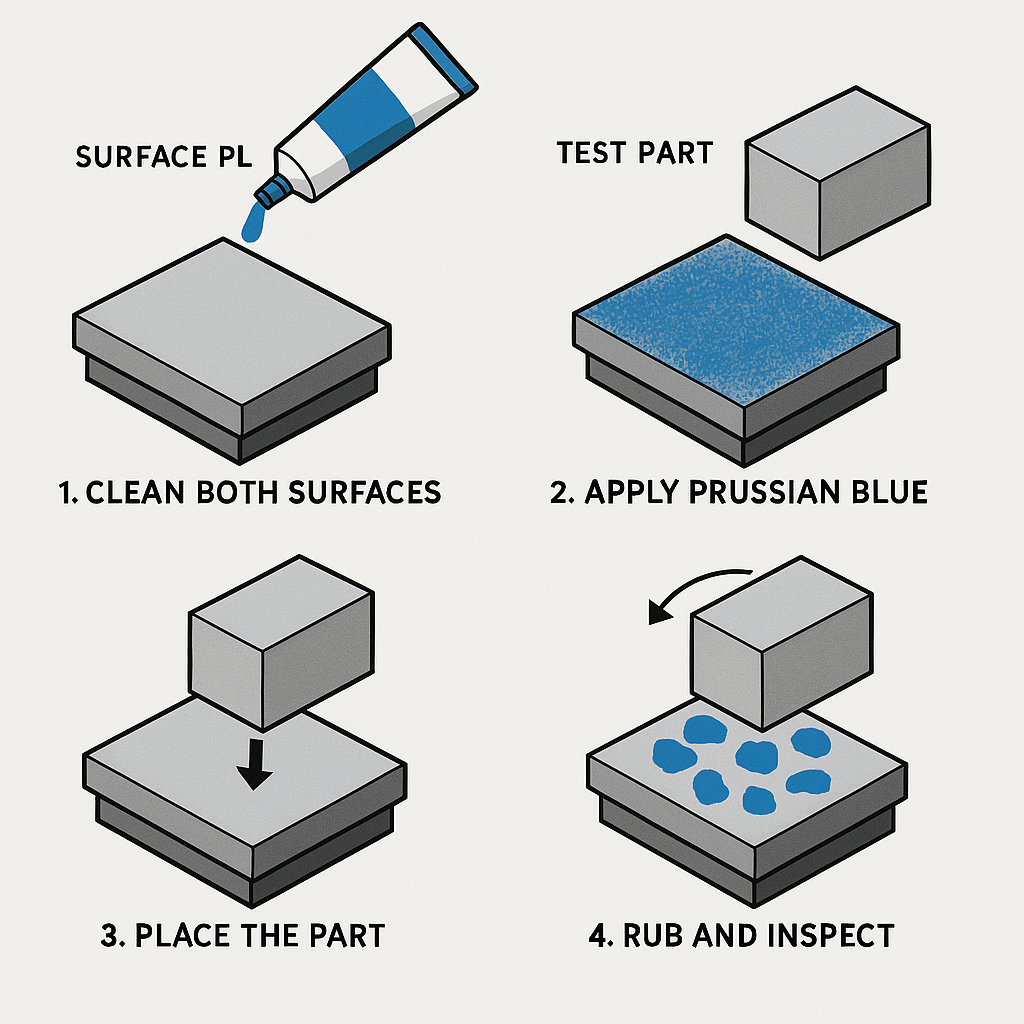 SURFACE PL
TEST PART
1. CLEAN BOTH SURFACES
2. APPLY PRUSSIAN BLUE
3. PLACE THE PART
4. RUB AND INSPECT